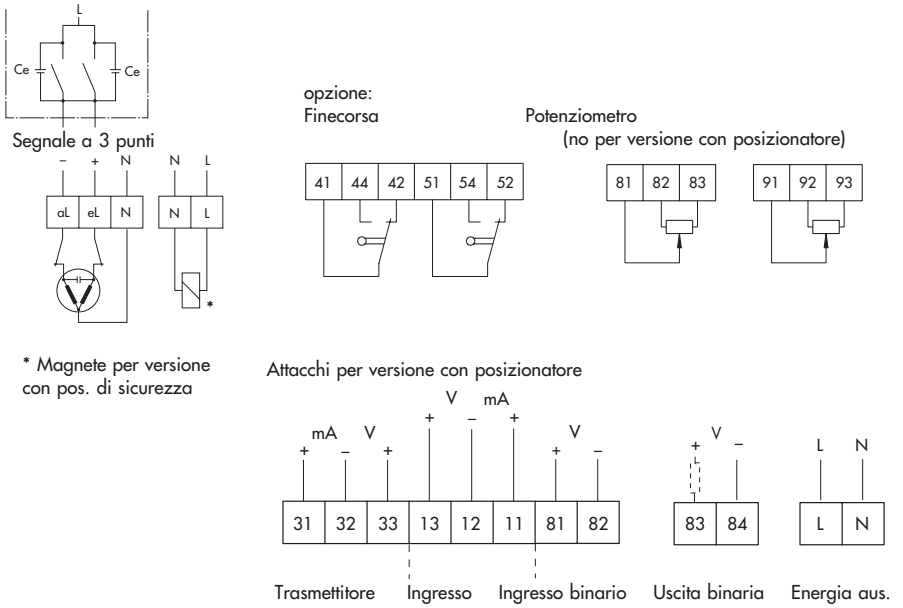 L
Ce Ce
Segnale a 3 punti
– + N N L
aL eL N N L
*
* Magnete per versione
con pos. di sicurezza
opzione:
Finecorsa
41 44 42 51 54 52
Potenziometro
(no per versione con posizionatore)
81 82 83 91 92 93
Attacchi per versione con posizionatore
V mA
+ – +
mA V
+ – +
V
+ –
V
+ –
L N
31 32 33 13 12 11 81 82
83 84
L N
Trasmettitore Ingresso Ingresso binario Uscita binaria Energia aus.